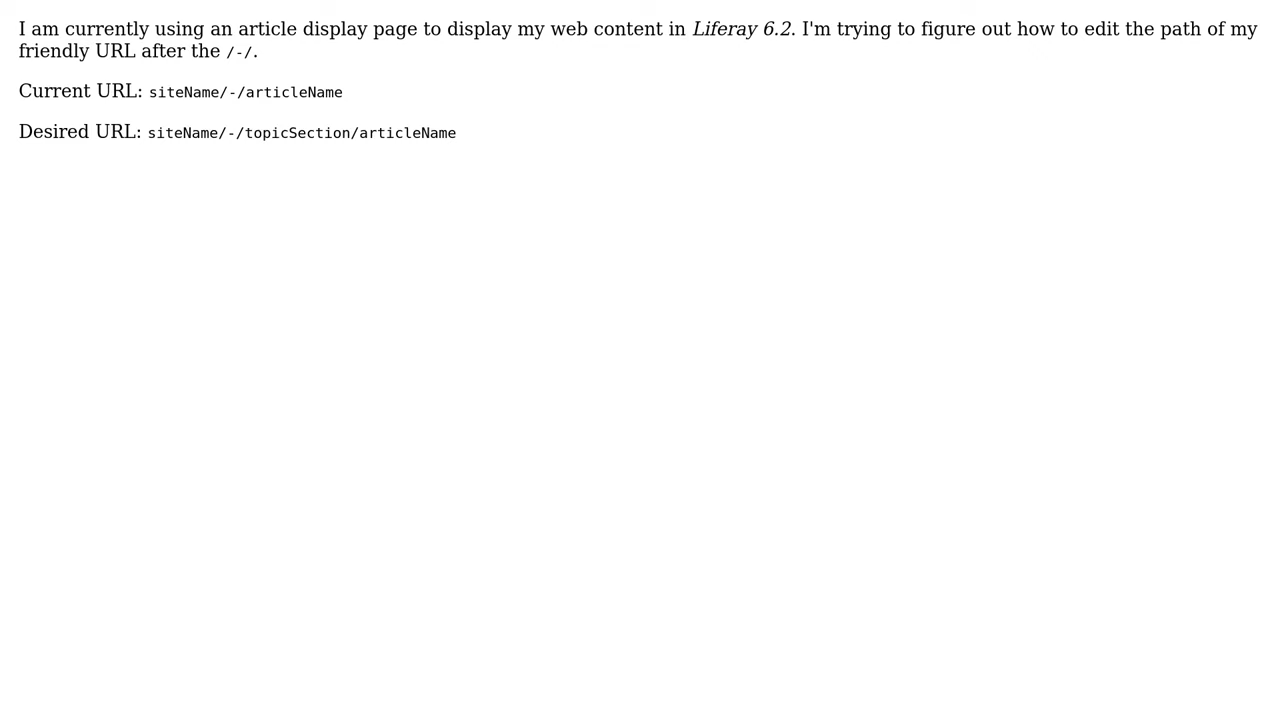 I am currently using an article display page to display my web content in Liferay 6.2. I'm trying to figure out how to edit the path of my
friendly URL after the /-/.
Current URL: siteName/-/articleName
Desired URL: siteName/-/topicSection/articleName